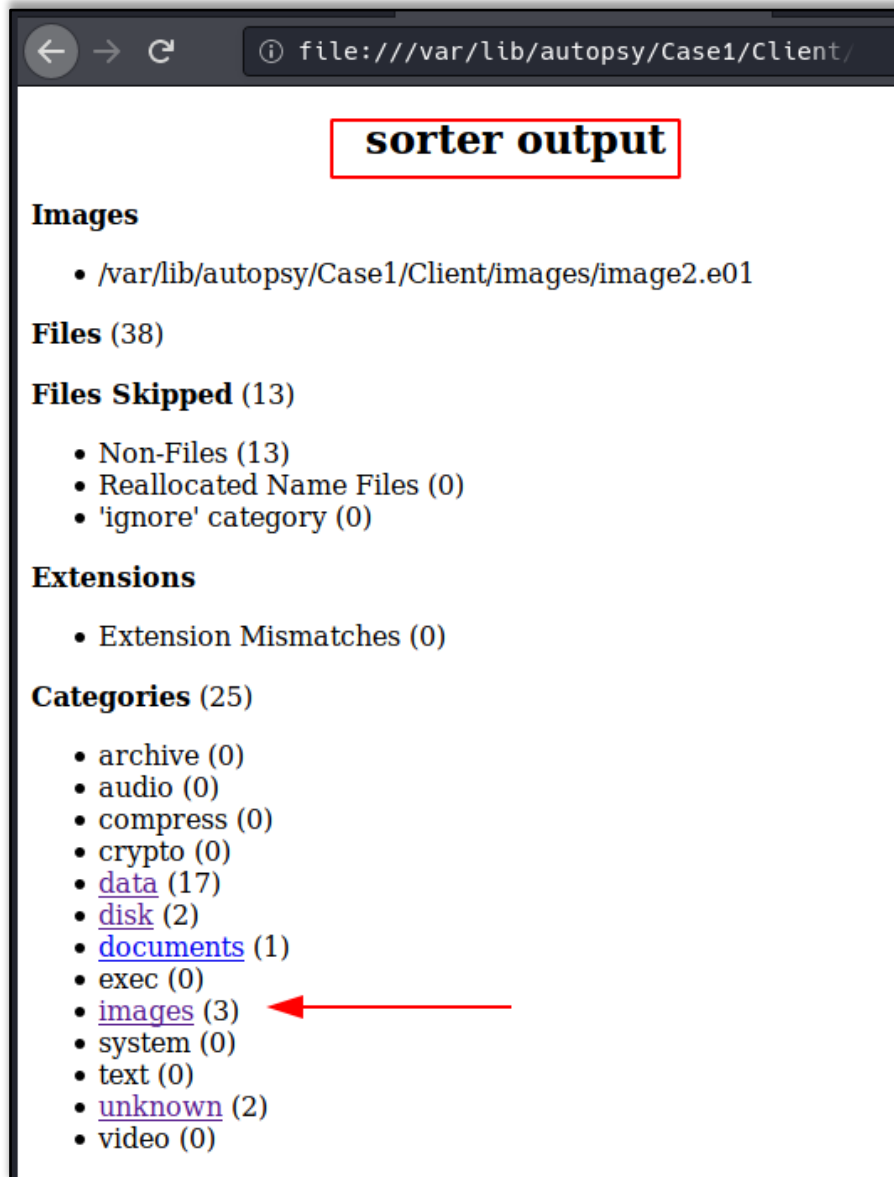 file:///var/lib/autopsy/Case1/Client/
sorter output
Images
• /var/lib/autopsy/Case1/Client/images/image2.e01
Files (38)
Files Skipped (13)
• Non-Files (13)
• Reallocated Name Files (0)
• 'ignore' category (0)
Extensions
• Extension Mismatches (0)
Categories (25)
• archive (0)
• audio (0)
• compress (0)
• crypto (0)
• data (17)
• disk (2)
• documents (1)
• exec (0)
• images (3)
• system (0)
• text (0)
• unknown (2)
• video (0)